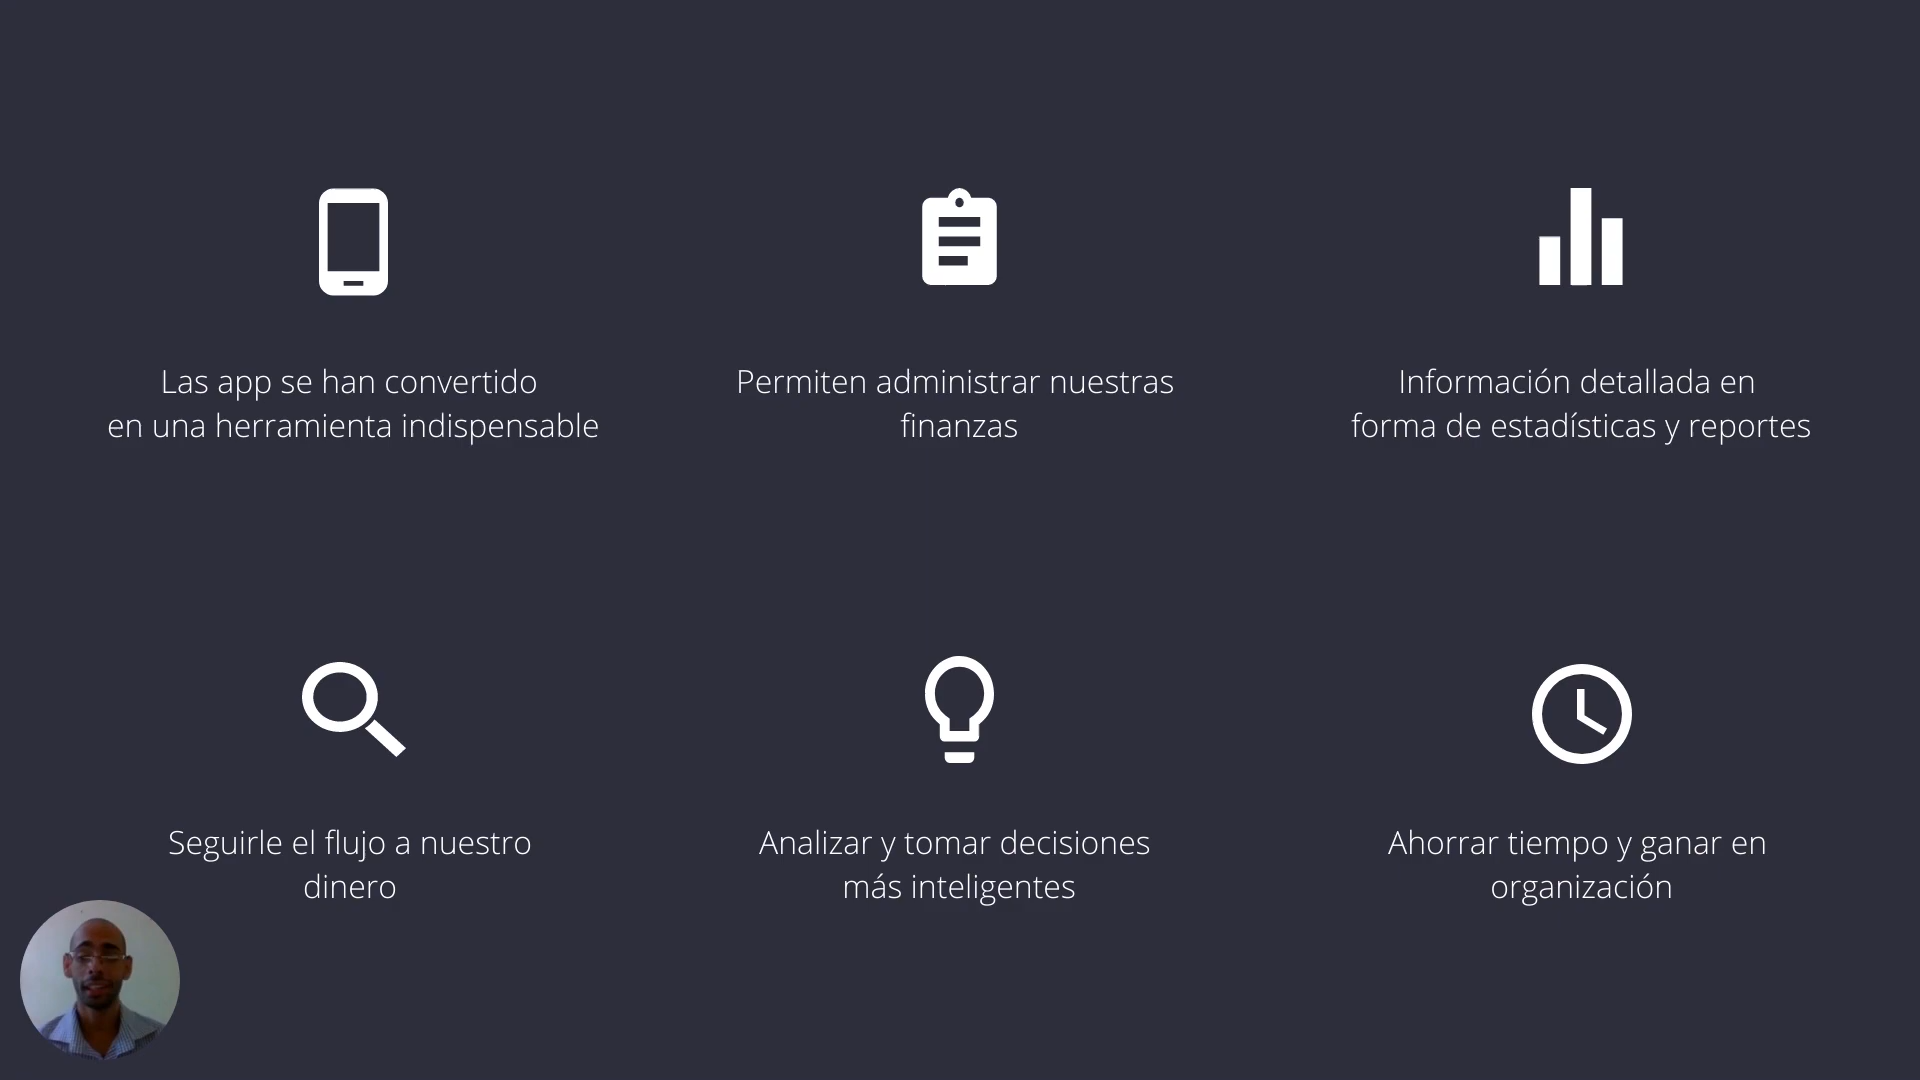 Las app se han convertido
en una herramienta indispensable
Permiten administrar nuestras
finanzas
Información detallada en
forma de estadísticas y reportes
Seguirle el flujo a nuestro
dinero
Analizar y tomar decisiones
más inteligentes
Ahorrar tiempo y ganar en
organización